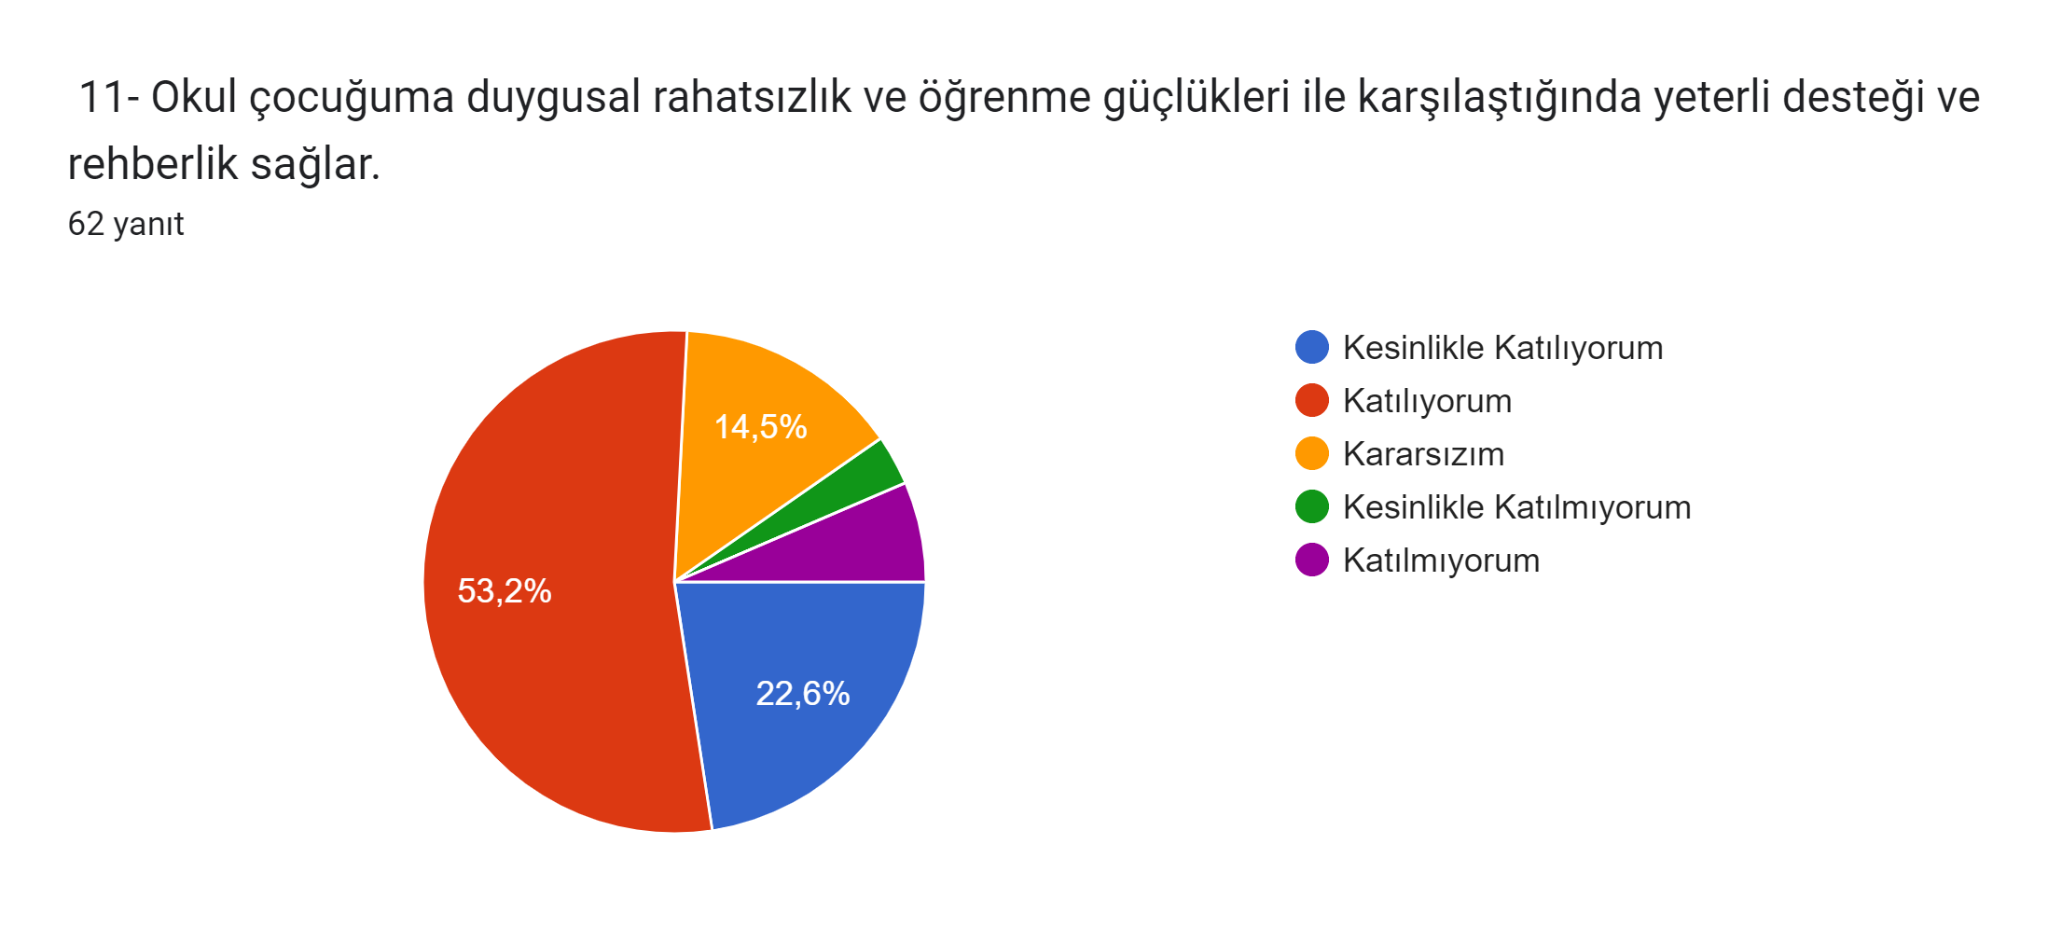 11- Okul çocuğuma duygusal rahatsızlık ve öğrenme güçlükleri ile karşılaştığında yeterli desteği ve
rehberlik sağlar.
62 yanıt
14,5%
53,2%
22,6%
Kesinlikle Katılıyorum
Katılıyorum
Kararsızım
Kesinlikle Katılmıyorum
Katılmıyorum